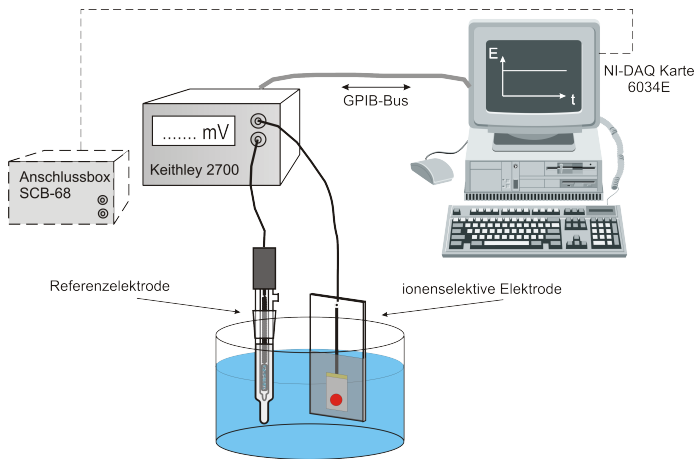 E
t
NI-DAQ Karte
6034E
GPIB-Bus
....... mV
Keithley 2700
Anschlussbox
SCB-68
Referenzelektrode
ionenselektive Elektrode